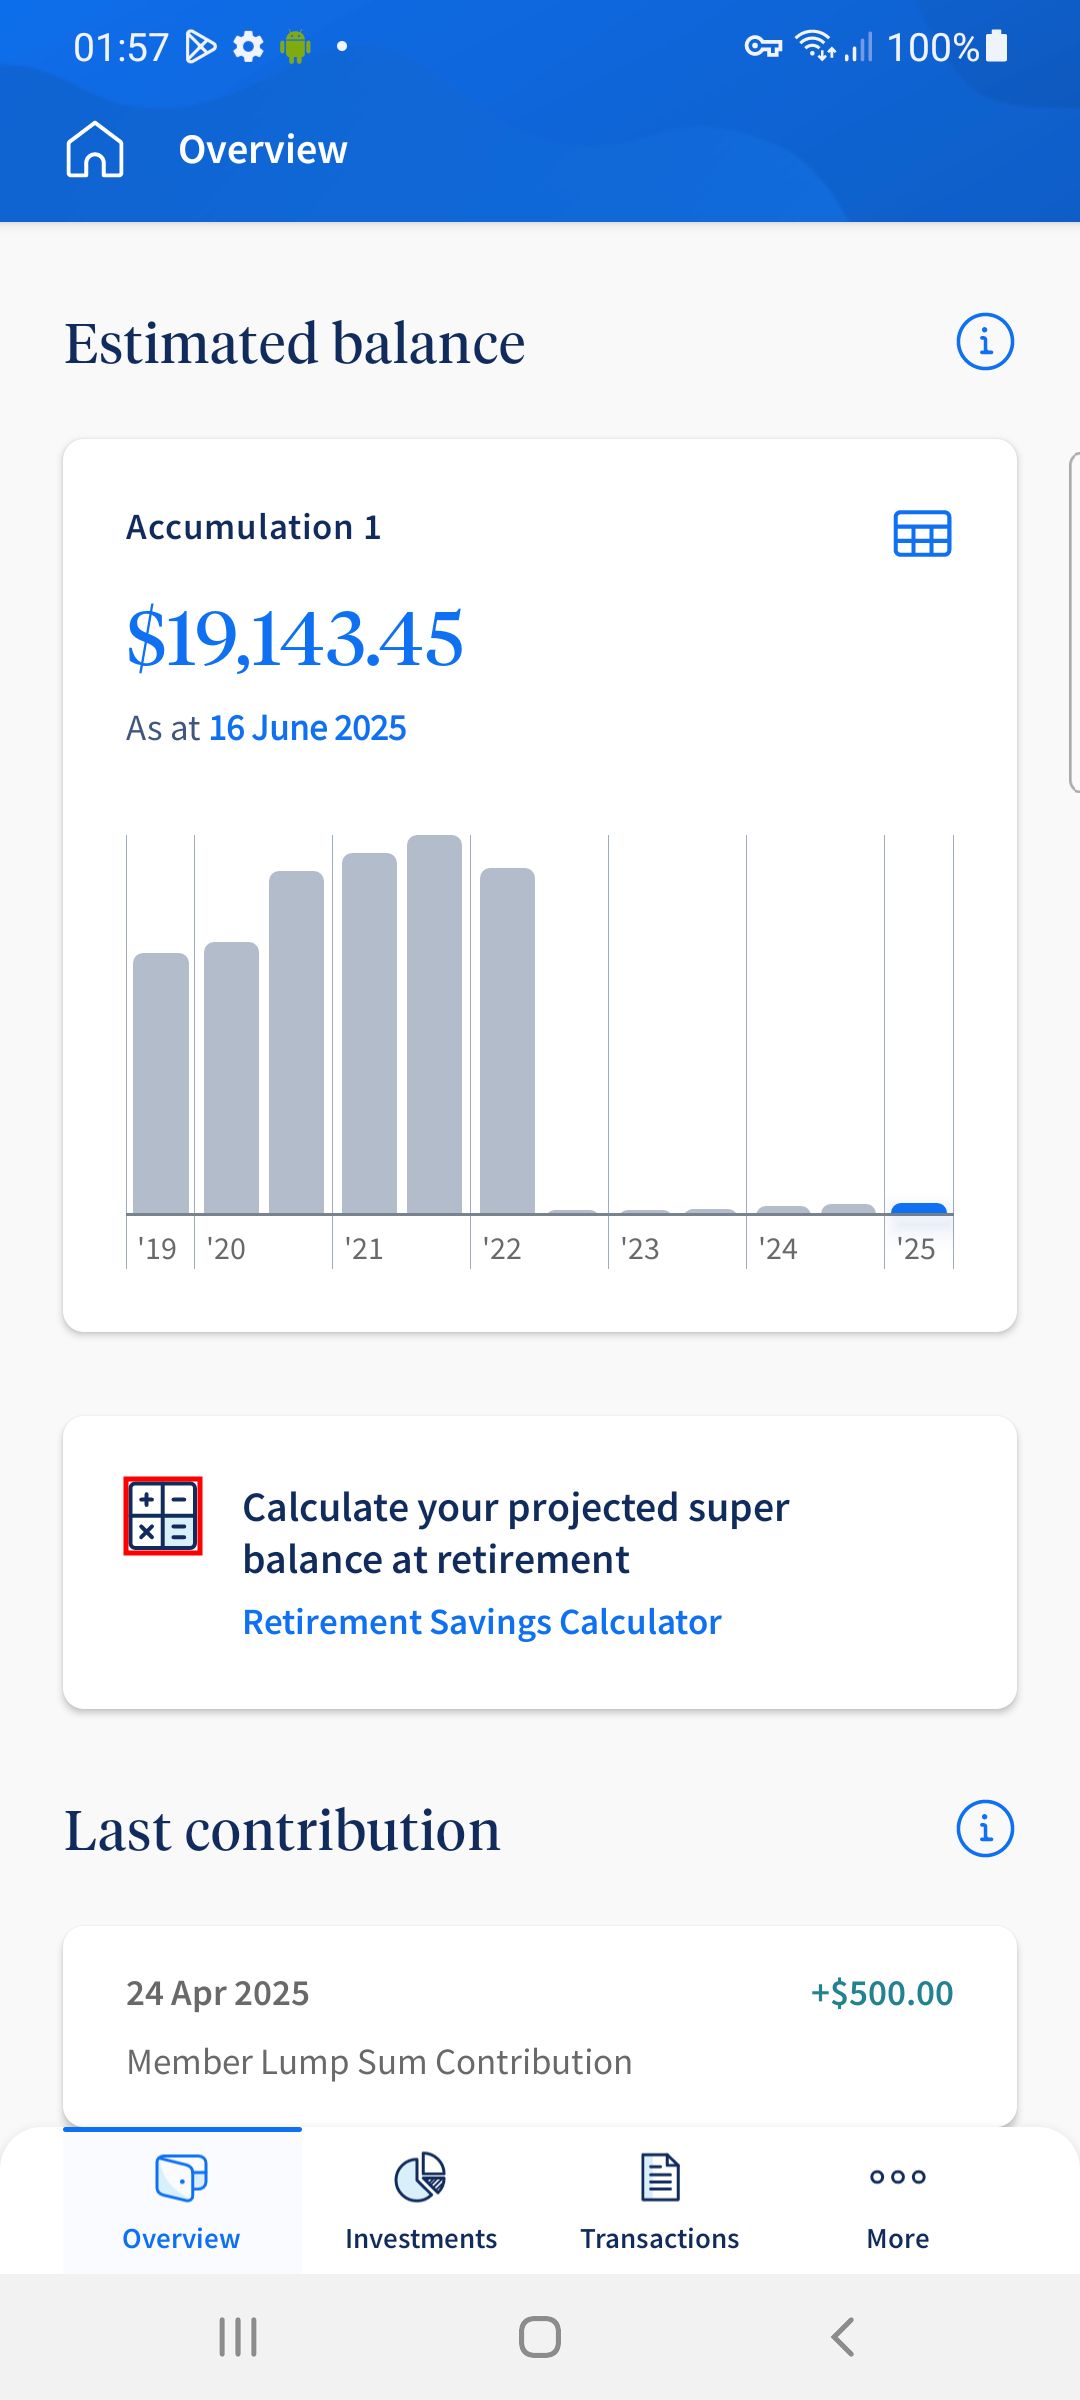 01:57
100%
Overview
Estimated balance
Accumulation 1
$19,143.45
As at 16 June 2025
'19 '20 '21 '22 '23 '24 '25
Calculate your projected super
balance at retirement
Retirement Savings Calculator
Last contribution
24 Apr 2025 +$500.00
Member Lump Sum Contribution
Overview Investments Transactions More